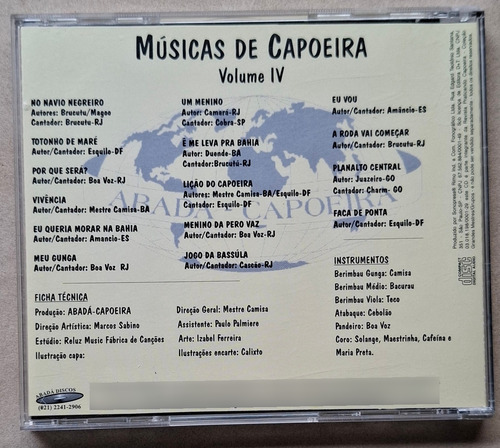 MÚSICAS DE CAPOEIRA
Volume IV
NO NAVIO NEGREIRO
Autores: Brucutu/Magoo
Cantador: Brucutu-RJ
TOTONHO DE MARÉ
Autor/Cantador: Esquilo-DF
POR QUE SERÁ?
Autor/Cantador: Boa Voz-RJ
VIVÊNCIA
Autor/Cantador: Mestre Camisa-BA
EU QUERIA MORAR NA BAHIA
Autor/Cantador: Amancio-ES
MEU GUNGA
Autor/Cantador: Boa Voz RJ
UM MENINO
Autor: Camará-RJ
Cantador: Cobra-SP
E ME LEVA PRA BAHIA
Autor: Duende-BA
Cantador: Brucutu-RJ
LIÇÃO DO CAPOEIRA
Autores: Mestre Camisa-BA/Esquilo-DF
Cantador: Esquilo-DF
MENINO DA PERO VAZ
Autor/Cantador: Boa Voz-RJ
JOGO DA BASSÚLA
Autor/Cantador: Cascão-RJ
EU VOU
Autor/Cantador: Amâncio-ES
A RODA VAI COMEÇAR
Autor/Cantador: Brucutu-RJ
PLANALTO CENTRAL
Autor: Juazeiro-GO
Cantador: Charm- GO
FACA DE PONTA
Autor/Cantador: Esquilo-DF
ABADÁ - CAPOEIRA
FICHA TÉCNICA
Produção: ABADÁ-CAPOEIRA
Direção Artística: Marcos Sabino
Estúdio: Reluz Music Fábrica de Canções
Ilustração capa:
Direção Geral: Mestre Camisa
Assistente: Paulo Palmiere
Arte: Izabel Ferreira
Ilustrações encarte: Calixto
INSTRUMENTOS
Berimbau Gunga: Camisa
Berimbau Médio: Bacurau
Berimbau Viola: Teco
Atabaque: Cebolão
Pandeiro: Boa Voz
Coro: Solange, Maestrinha, Cafeína e
Maria Preta.
ABADÁ DISCOS
(021) 2241-2906
COMPACT
disc
DIGITAL AUDIO